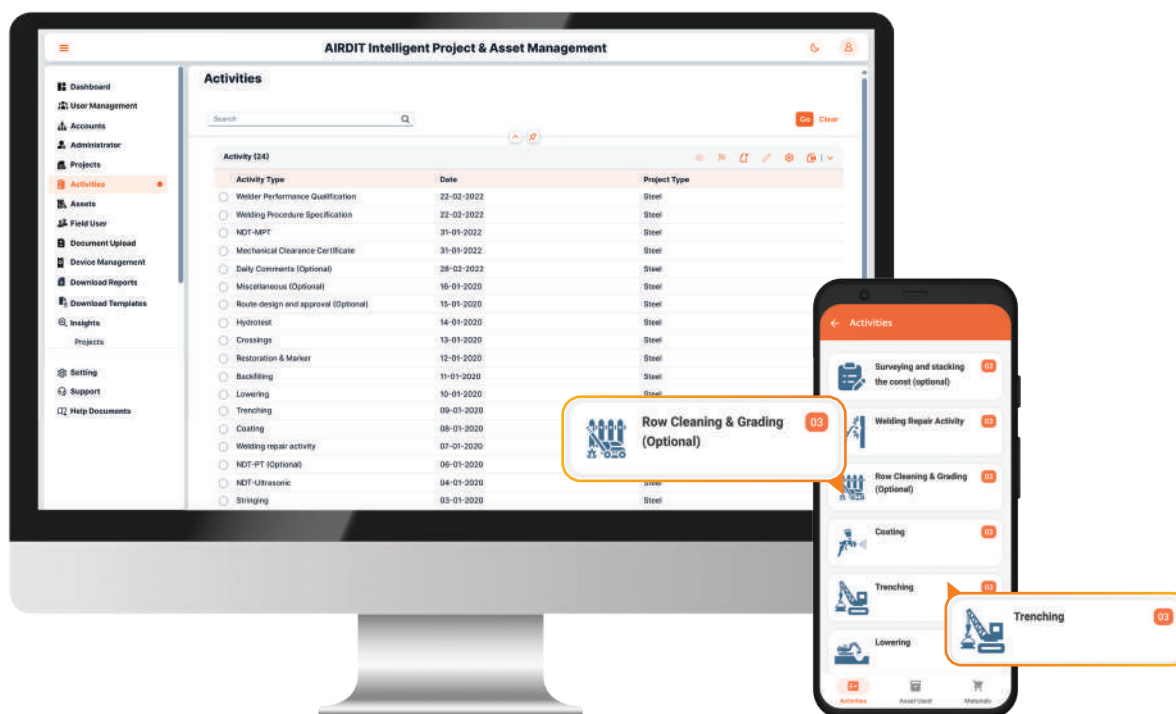 AIRDIT Intelligent Project & Asset Management
Dashboard
User Management
Accounts
Administrator
Projects
Activities
Assets
Field User
Document Upload
Device Management
Download Reports
Download Templates
Insights
Projects
Setting
Support
Help Documents
Activities
Search
Go Clear
Activity (24)
Activity Type Date Project Type
Welder Performance Qualification 22-02-2022 Steel
Welding Procedure Specification 22-02-2022 Steel
NDT-MPT 31-01-2022 Steel
Mechanical Clearance Certificate 31-01-2022 Steel
Daily Comments (Optional) 28-02-2022 Steel
Miscellaneous (Optional) 16-01-2020 Steel
Route design and approval (Optional) 15-01-2020 Steel
Hydrotest 14-01-2020 Steel
Crossings 13-01-2020 Steel
Restoration & Marker 12-01-2020 Steel
Backfilling 11-01-2020 Steel
Lowering 10-01-2020 Steel
Trenching 09-01-2020
Coating 08-01-2020
Welding repair activity 07-01-2020
NDT-PT (Optional) 06-01-2020
NDT-Ultrasonic 04-01-2020 Steel
Stringing 03-01-2020 Steel
Row Cleaning & Grading 03
(Optional)
Activities
Surveying and stacking 03
the const (optional)
Welding Repair Activity 03
Row Cleaning & Grading 03
(Optional)
Coating 03
Trenching 03
Lowering
Trenching 03
Activities Asset Used Materials